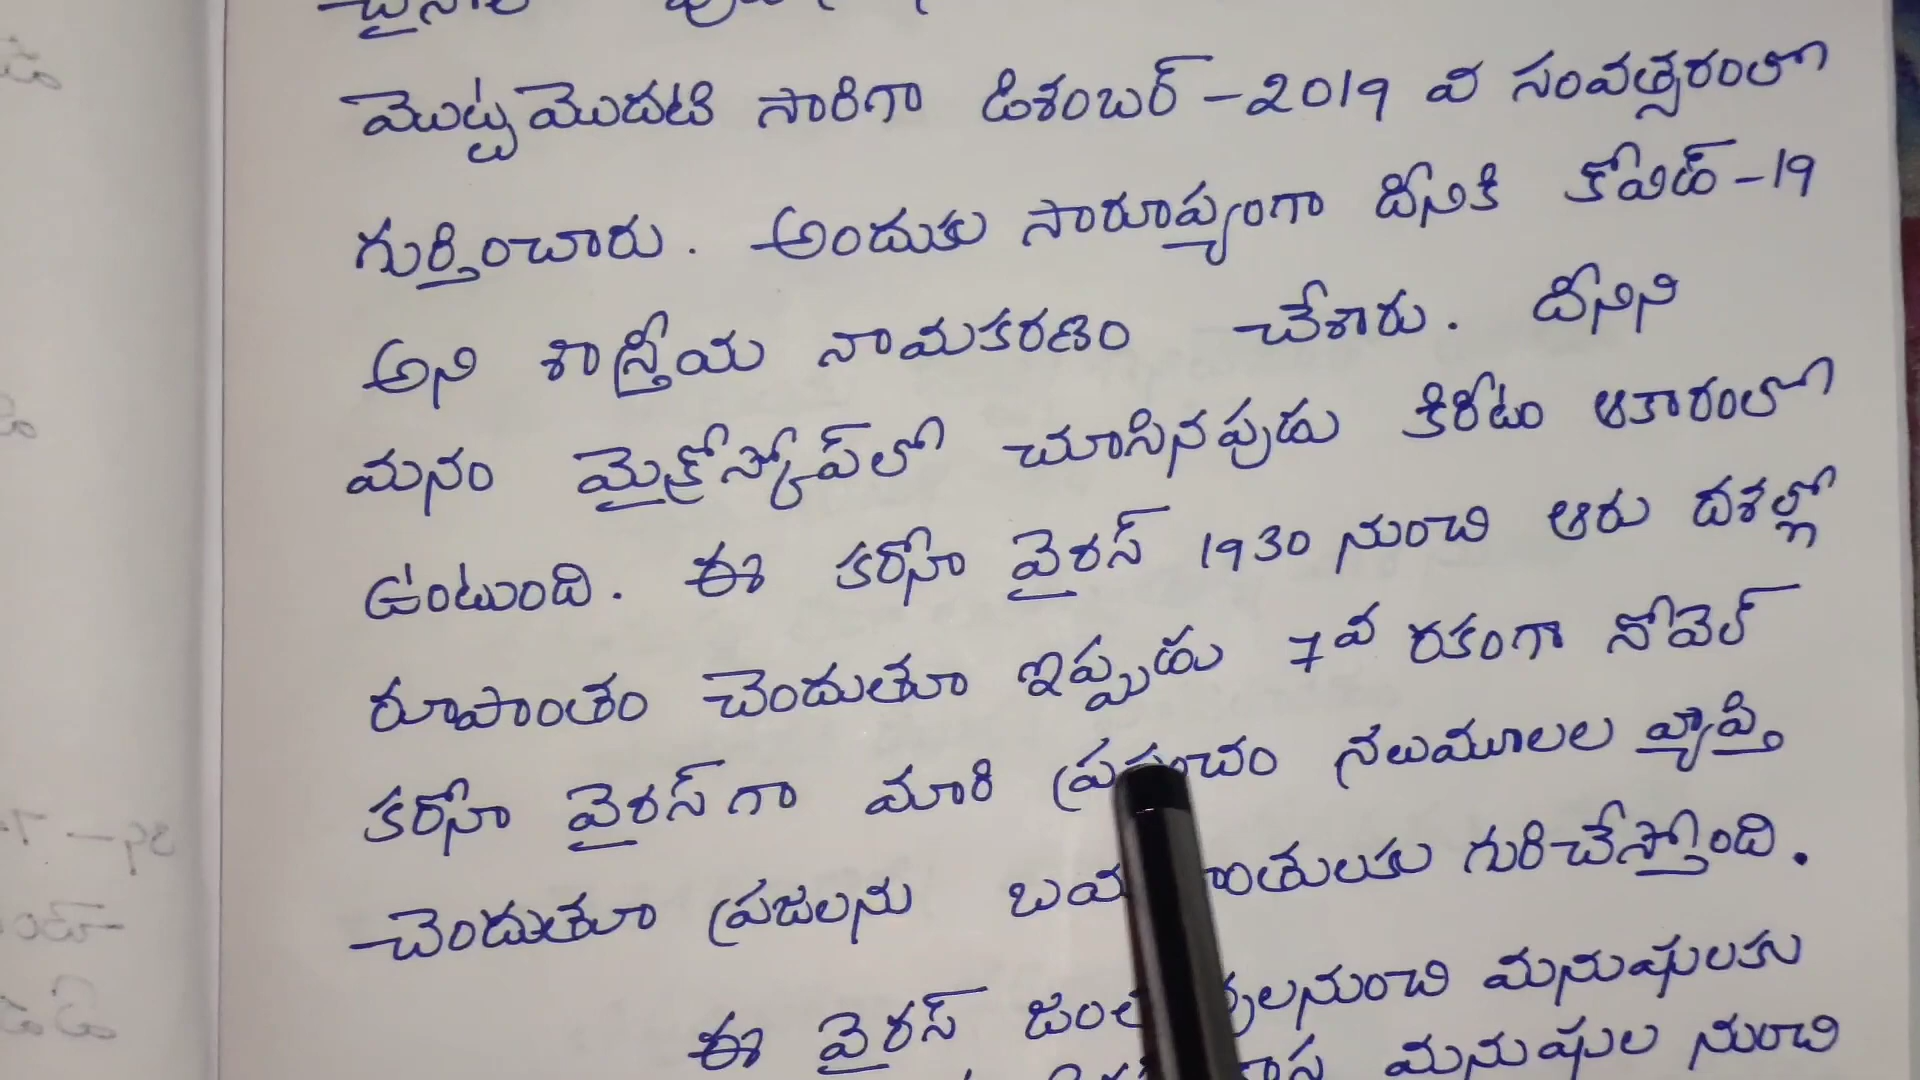 మొట్టమొదటి సారిగా డిశంబర్ - 2019 వ సంవత్సరంలో
గుర్తించారు. అందుకు సారూప్యంగా దీనికి కోవిడ్ - 19
అని శాస్త్రీయ నామకరణం చేశారు. దీనిని
మనం మైక్రోస్కోప్‌లో చూసినపుడు కిరీటం ఆకారంలో
ఉంటుంది. ఈ కరోనా వైరస్ 1930 నుంచి ఆరు దశల్లో
రూపాంతరం చెందుతూ ఇప్పుడు 7వ రకంగా నోవెల్
కరోనా వైరస్‌గా మారి ప్రపంచం నలుమూలల వ్యాప్తి
చెందుతూ ప్రజలను గురిచేస్తోంది.
ఈ వైరస్ మనుషులకు
మనుషుల నుంచి